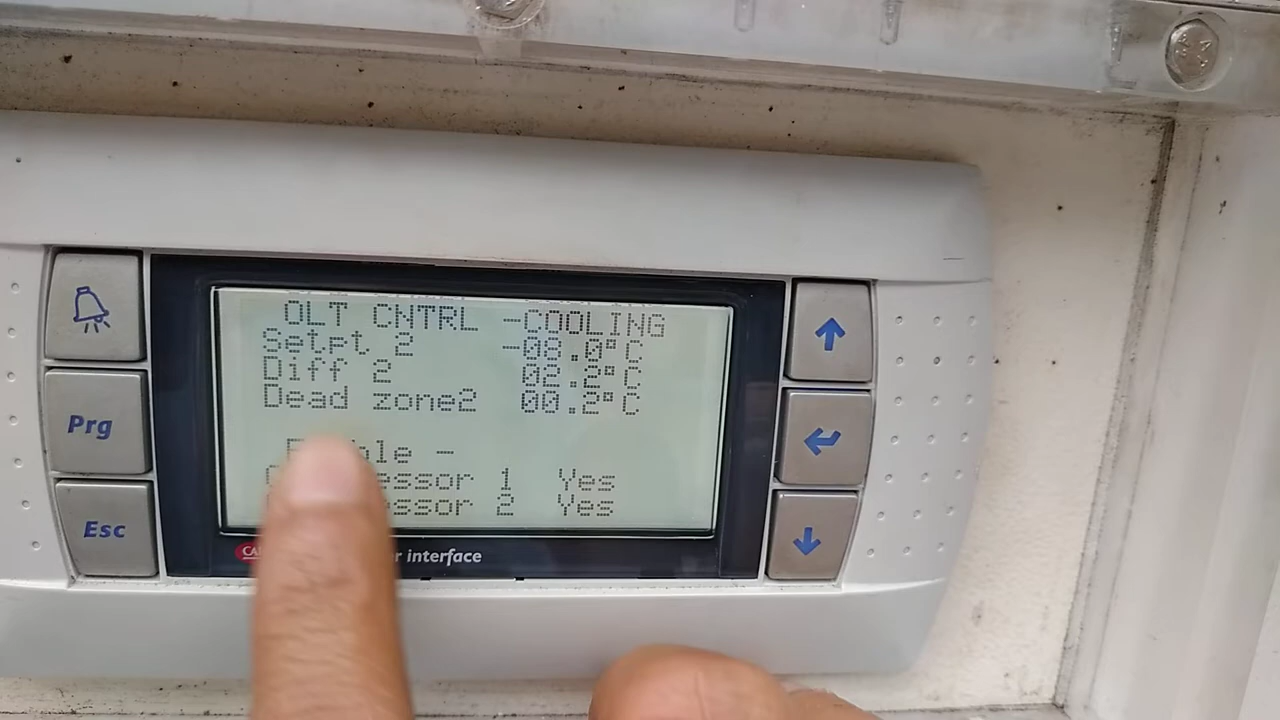 OLT CNTRL -COOLING
Setpt 2 -08.0°C
Diff 2 02.2°C
Dead zone2 00.2°C
-
1 Yes
2 Yes
Prg
Esc
interface